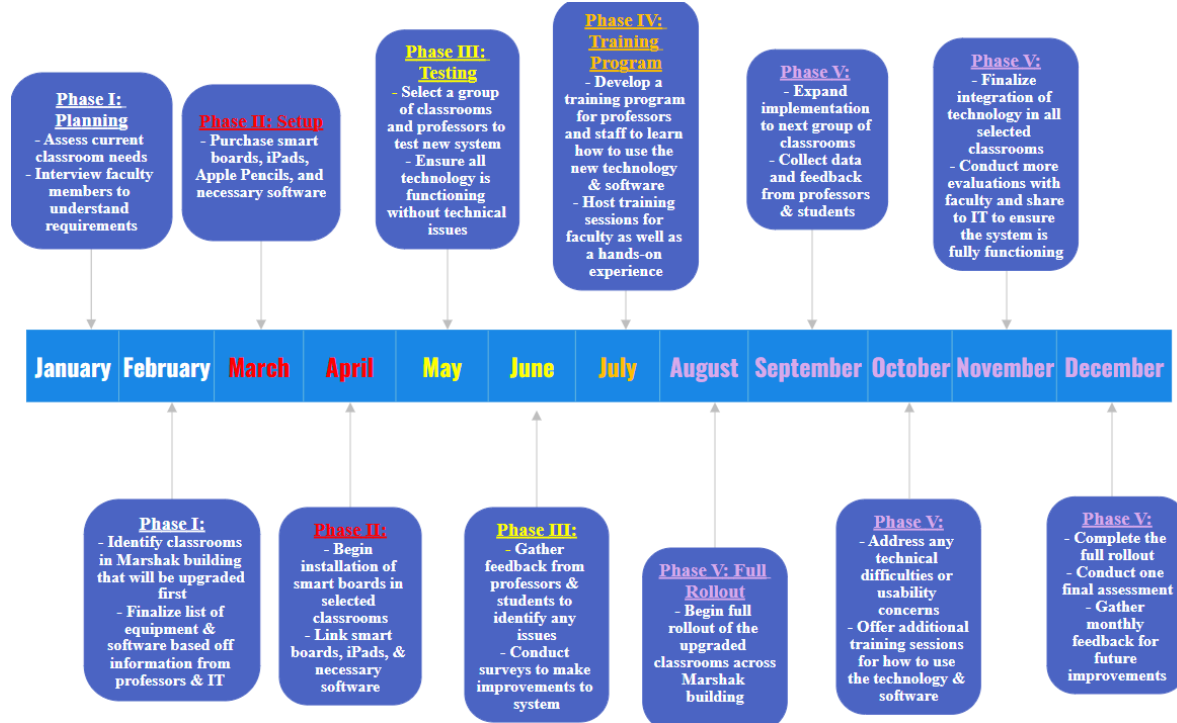 Phase I:
Planning
- Assess current
classroom needs
- Interview faculty
members to
understand
requirements
Phase II: Setup
- Purchase smart
boards, iPads,
Apple Pencils, and
necessary software
Phase III:
Testing
- Select a group
of classrooms
and professors to
test new system
- Ensure all
technology is
functioning
without technical
issues
Phase IV:
Training
Program
- Develop a
training program
for professors
and staff to learn
how to use the
new technology
& software
- Host training
sessions for
faculty as well as
a hands-on
experience
Phase V:
- Expand
implementation
to next group of
classrooms
- Collect data
and feedback
from professors
& students
Phase V:
- Finalize
integration of
technology in all
selected
classrooms
- Conduct more
evaluations with
faculty and share
to IT to ensure
the system is
fully functioning
January February March April May June July August September October November December
Phase I:
- Identify classrooms
in Marshak building
that will be upgraded
first
- Finalize list of
equipment &
software based off
information from
professors & IT
Phase II:
- Begin
installation of
smart boards in
selected
classrooms
- Link smart
boards, iPads, &
necessary
software
Phase III:
- Gather
feedback from
professors &
students to
identify any
issues
- Conduct
surveys to make
improvements to
system
Phase V: Full
Rollout
- Begin full
rollout of the
upgraded
classrooms across
Marshak
building
Phase V:
- Address any
technical
difficulties or
usability
concerns
- Offer additional
training sessions
for how to use
the technology &
software
Phase V:
- Complete the
full rollout
- Conduct one
final assessment
- Gather
monthly
feedback for
future
improvements